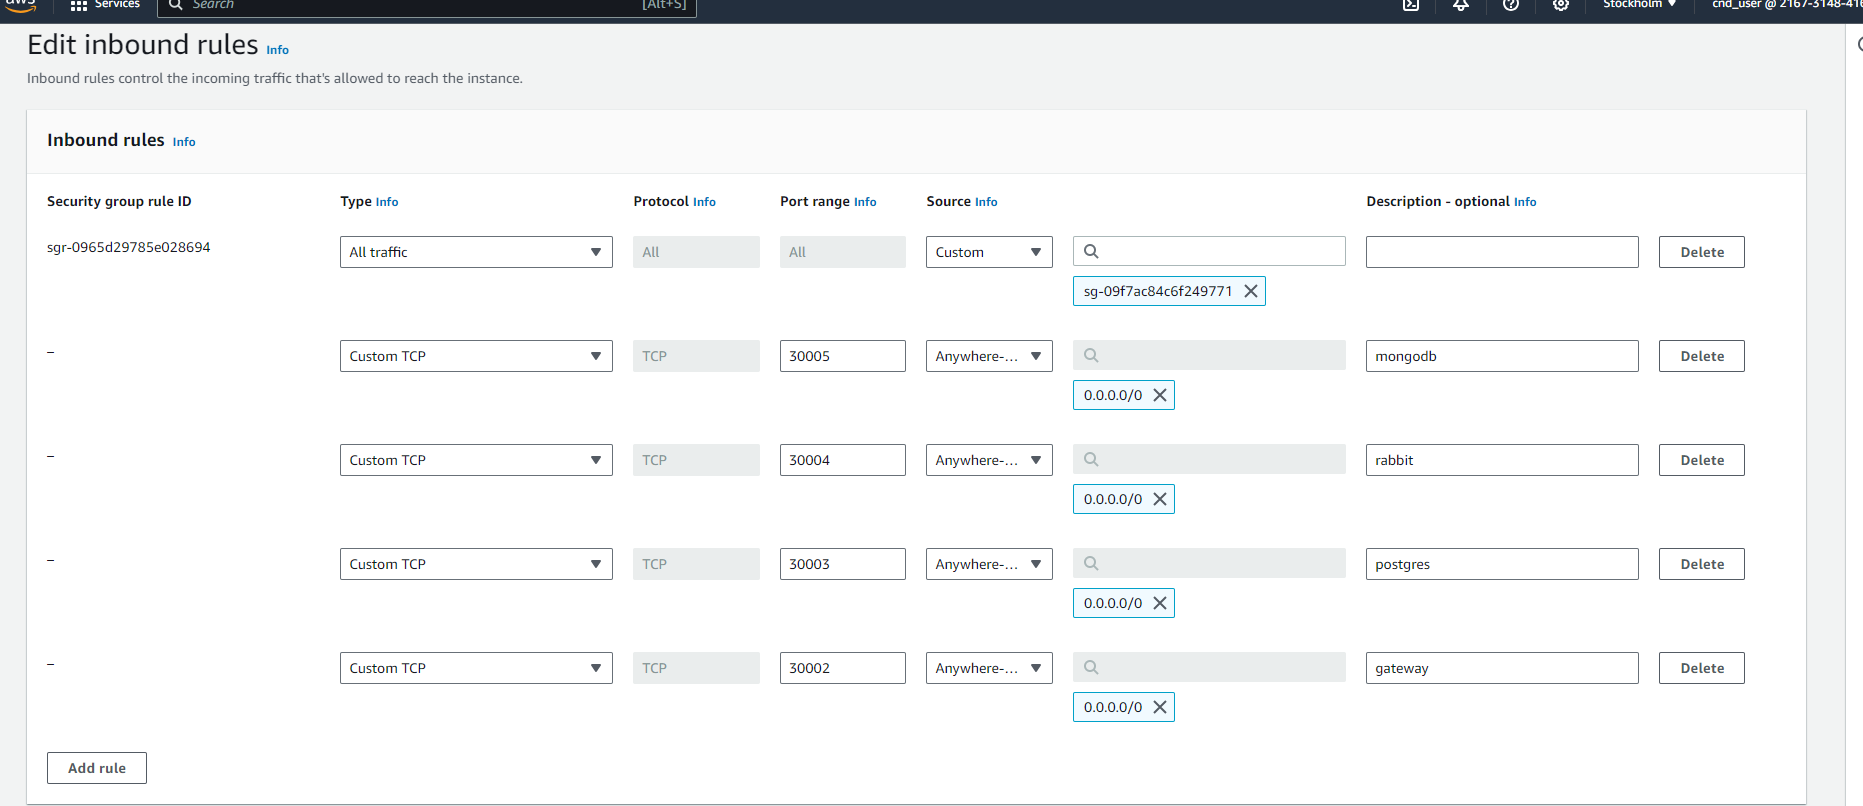 aws Services Search [Alt+S] Stockholm cnd_user @ 2167-3148-416
Edit inbound rules Info
Inbound rules control the incoming traffic that's allowed to reach the instance.
Inbound rules Info
Security group rule ID Type Info Protocol Info Port range Info Source Info Description - optional Info
sgr-0965d29785e028694 All traffic All All Custom Delete
sg-09f7ac84c6f249771
– Custom TCP TCP 30005 Anywhere-... mongodb Delete
0.0.0.0/0
– Custom TCP TCP 30004 Anywhere-... rabbit Delete
0.0.0.0/0
– Custom TCP TCP 30003 Anywhere-... postgres Delete
0.0.0.0/0
– Custom TCP TCP 30002 Anywhere-... gateway Delete
0.0.0.0/0
Add rule